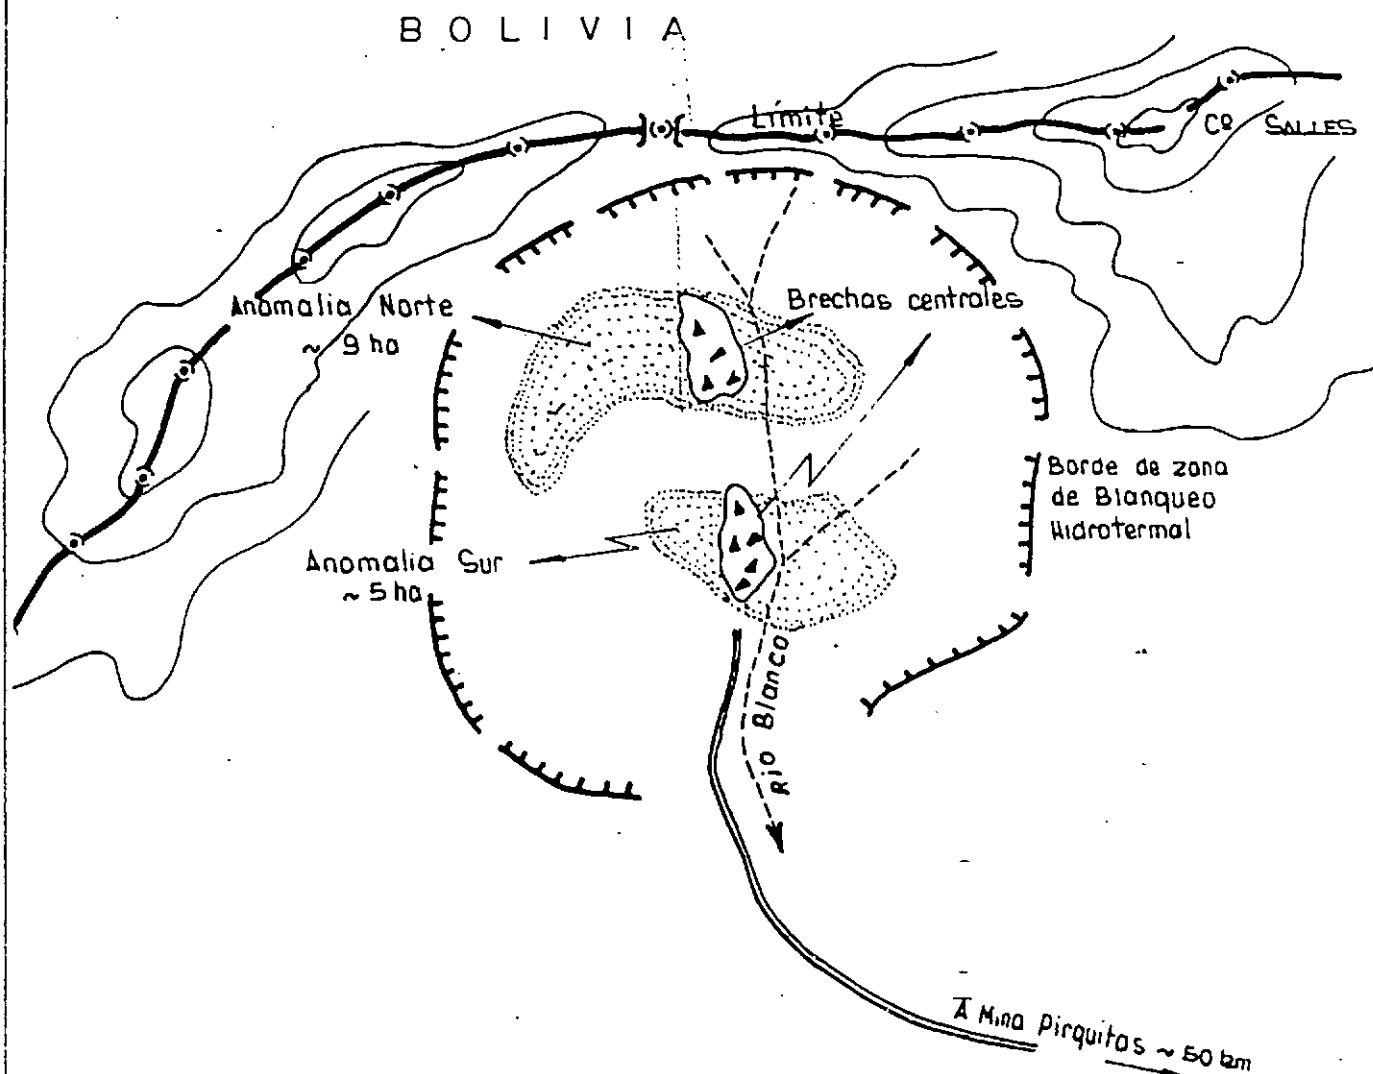 BOLIVIA
Límite
Cº SALLES
Anomalia Norte
~ 9 ha
Brechas centrales
Borde de zona
de Blanqueo
Hidrotermal
Anomalia Sur
~ 5 ha
Rio Blanco
A Mina Pirquitas ~ 50 km